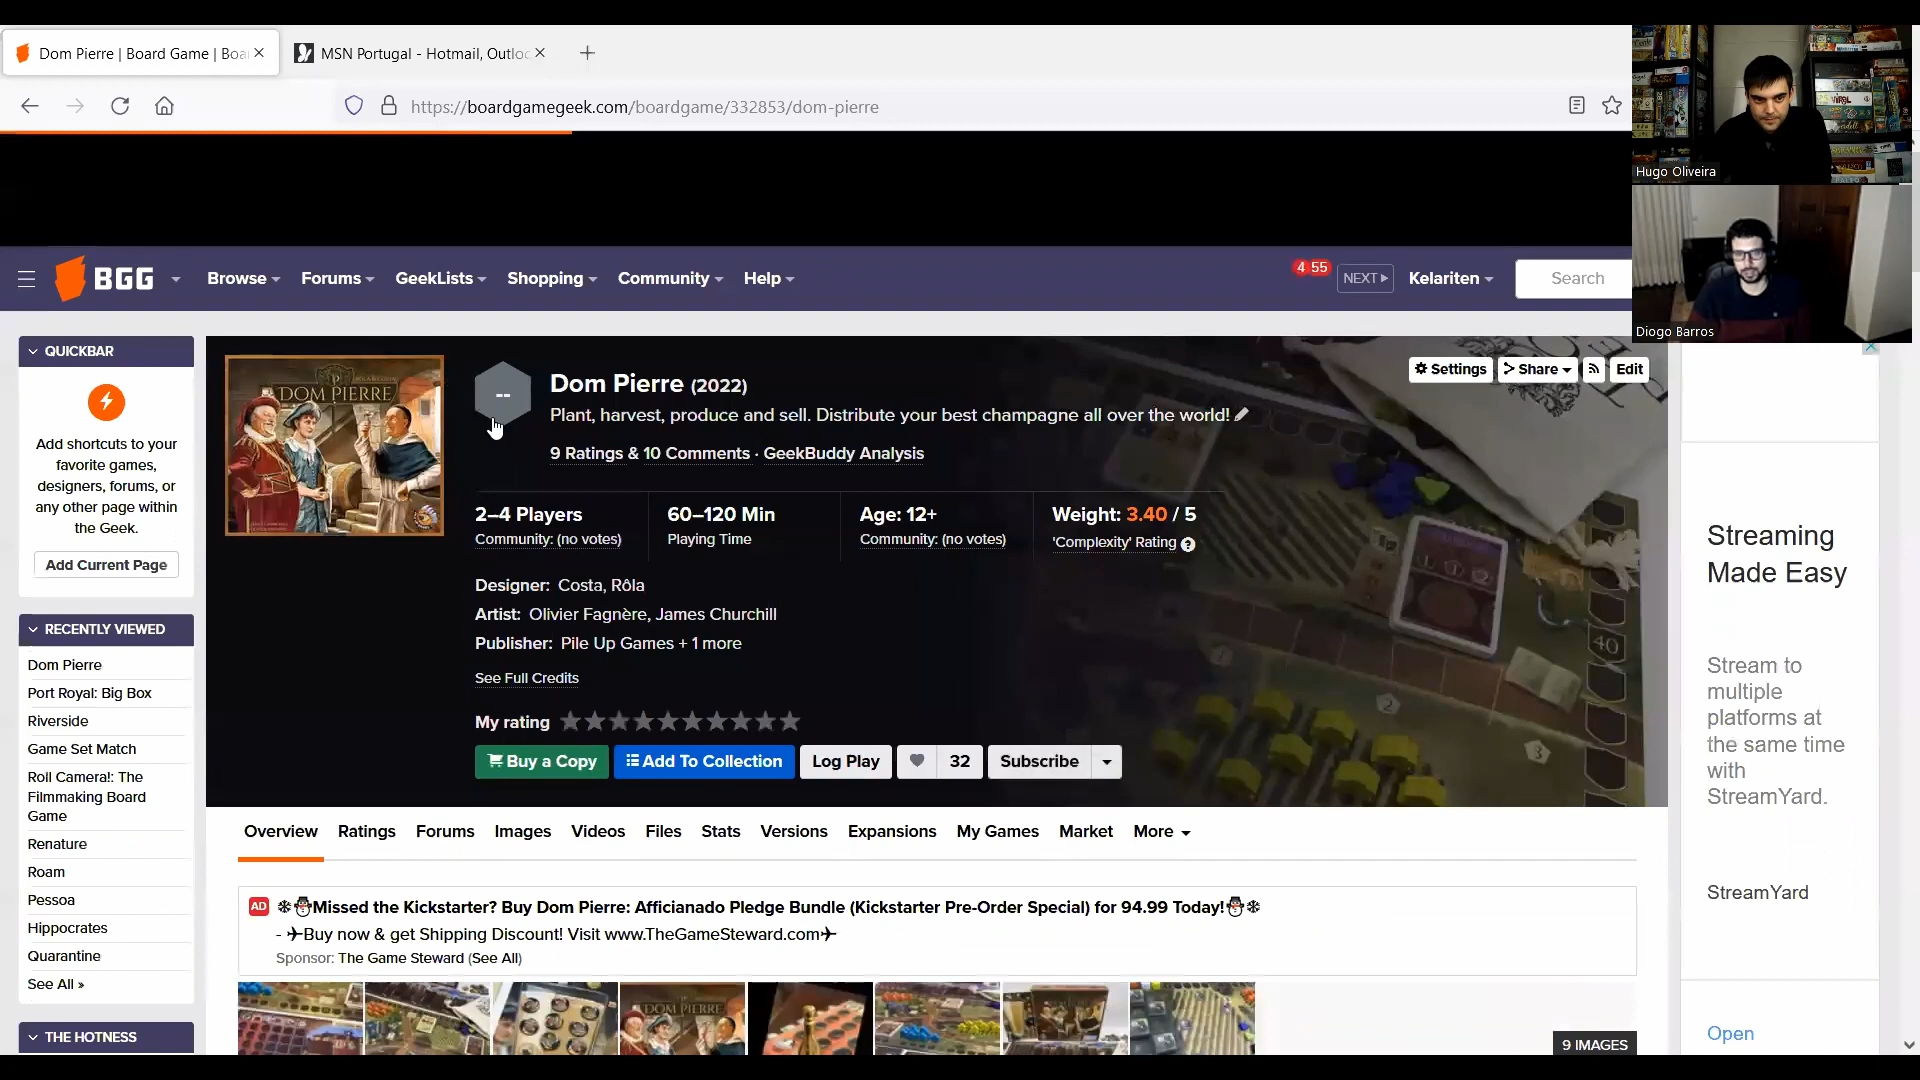 Dom Pierre | Board Game | Boa
MSN Portugal - Hotmail, Outloo
https://boardgamegeek.com/boardgame/332853/dom-pierre
Hugo Oliveira
Diogo Barros
BGG
Browse
Forums
GeekLists
Shopping
Community
Help
4 55
NEXT
Kelariten
Search
QUICKBAR
Add shortcuts to your
favorite games,
designers, forums, or
any other page within
the Geek.
Add Current Page
RECENTLY VIEWED
Dom Pierre
Port Royal: Big Box
Riverside
Game Set Match
Roll Camera!: The
Filmmaking Board
Game
Renature
Roam
Pessoa
Hippocrates
Quarantine
See All »
THE HOTNESS
DOM PIERRE
--
Dom Pierre (2022)
Plant, harvest, produce and sell. Distribute your best champagne all over the world!
9 Ratings & 10 Comments · GeekBuddy Analysis
Settings
Share
Edit
2–4 Players
Community: (no votes)
60–120 Min
Playing Time
Age: 12+
Community: (no votes)
Weight: 3.40 / 5
'Complexity' Rating ?
Designer: Costa, Rôla
Artist: Olivier Fagnère, James Churchill
Publisher: Pile Up Games + 1 more
See Full Credits
My rating
Buy a Copy
Add To Collection
Log Play
32
Subscribe
40
2
3
Overview
Ratings
Forums
Images
Videos
Files
Stats
Versions
Expansions
My Games
Market
More
AD ❄⛄Missed the Kickstarter? Buy Dom Pierre: Afficianado Pledge Bundle (Kickstarter Pre-Order Special) for 94.99 Today!⛄❄
- ✈Buy now & get Shipping Discount! Visit www.TheGameSteward.com✈
Sponsor: The Game Steward (See All)
DOM PIERRE
9 IMAGES
Streaming
Made Easy
Stream to
multiple
platforms at
the same time
with
StreamYard.
StreamYard
Open